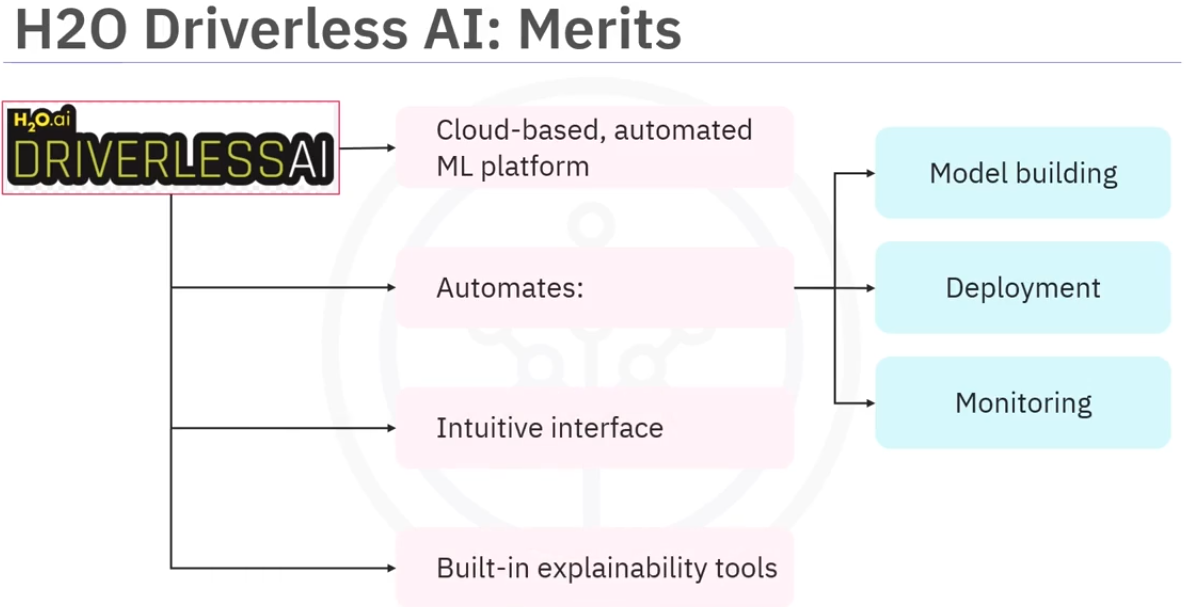 H2O Driverless AI: Merits
H2O.ai
DRIVERLESSAI
Cloud-based, automated
ML platform
Automates:
Intuitive interface
Built-in explainability tools
Model building
Deployment
Monitoring